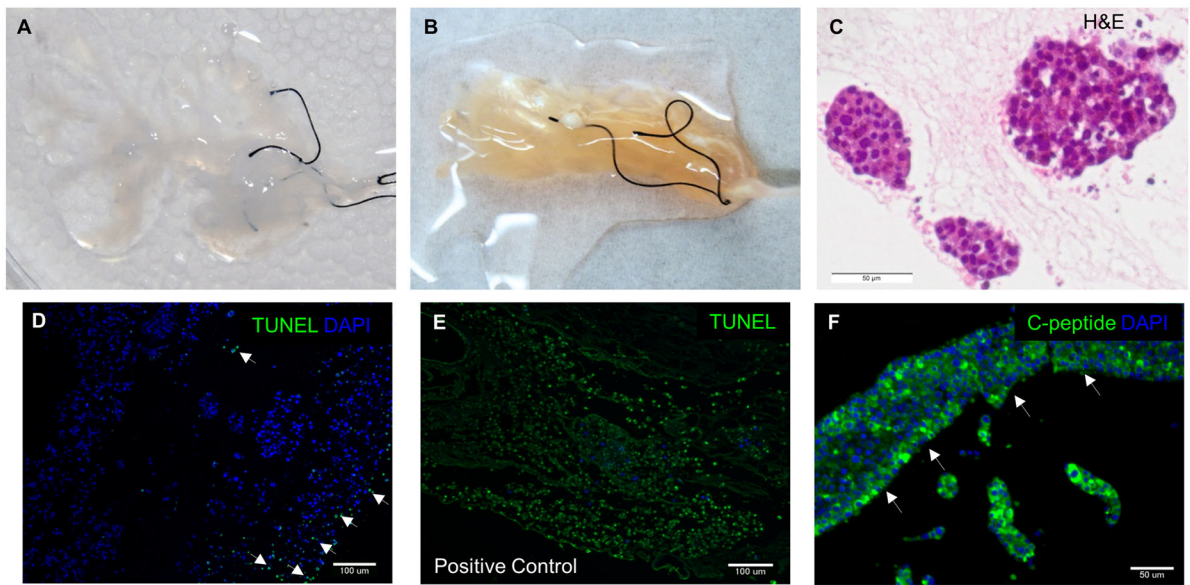 A
B
C
H&E
50 µm
D
TUNEL DAPI
100 um
E
TUNEL
Positive Control
100 um
F
C-peptide DAPI
50 um